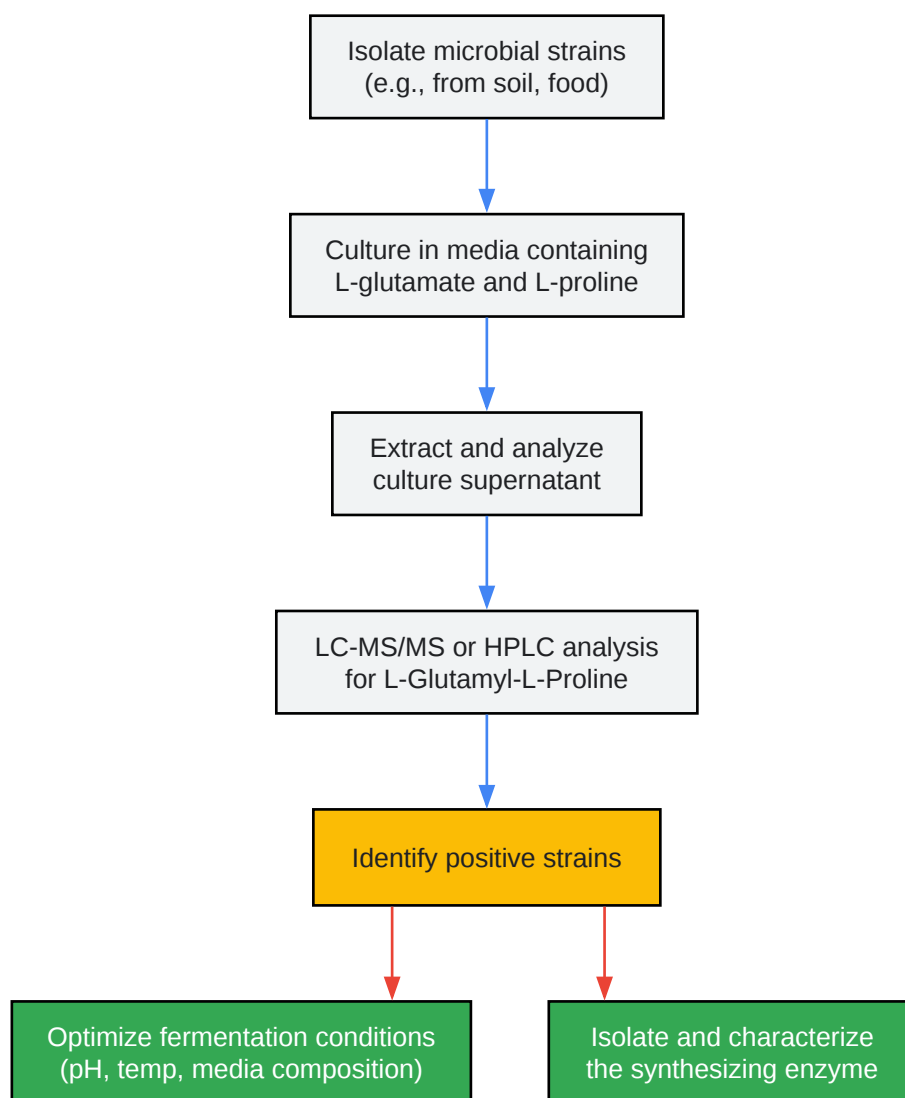 Isolate microbial strains
(e.g., from soil, food)
Culture in media containing
L-glutamate and L-proline
Extract and analyze
culture supernatant
LC-MS/MS or HPLC analysis
for L-Glutamyl-L-Proline
Identify positive strains
Optimize fermentation conditions
(pH, temp, media composition)
Isolate and characterize
the synthesizing enzyme